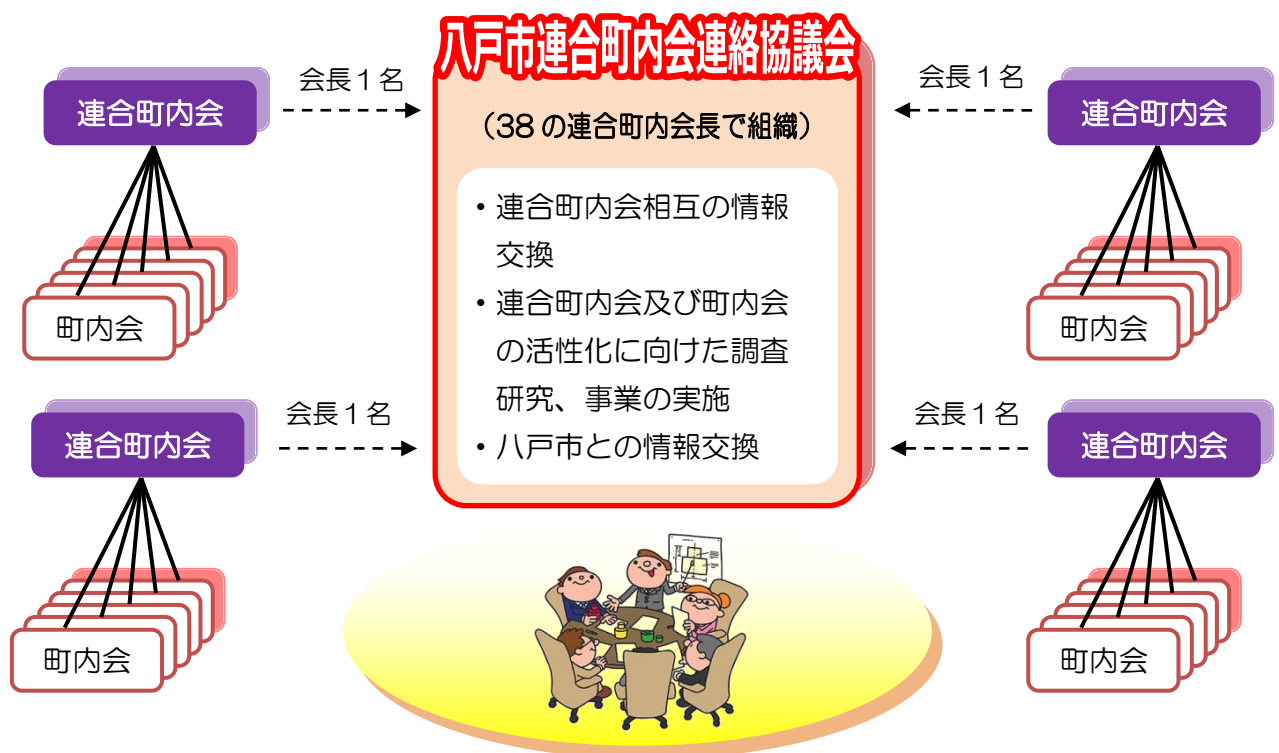 八戸市連合町内会連絡協議会
(38の連合町内会長で組織)
・連合町内会相互の情報
交換
・連合町内会及び町内会
の活性化に向けた調査
研究、事業の実施
・八戸市との情報交換
連合町内会
会長1名
町内会
連合町内会
会長1名
町内会
会長1名
連合町内会
町内会
会長1名
連合町内会
町内会